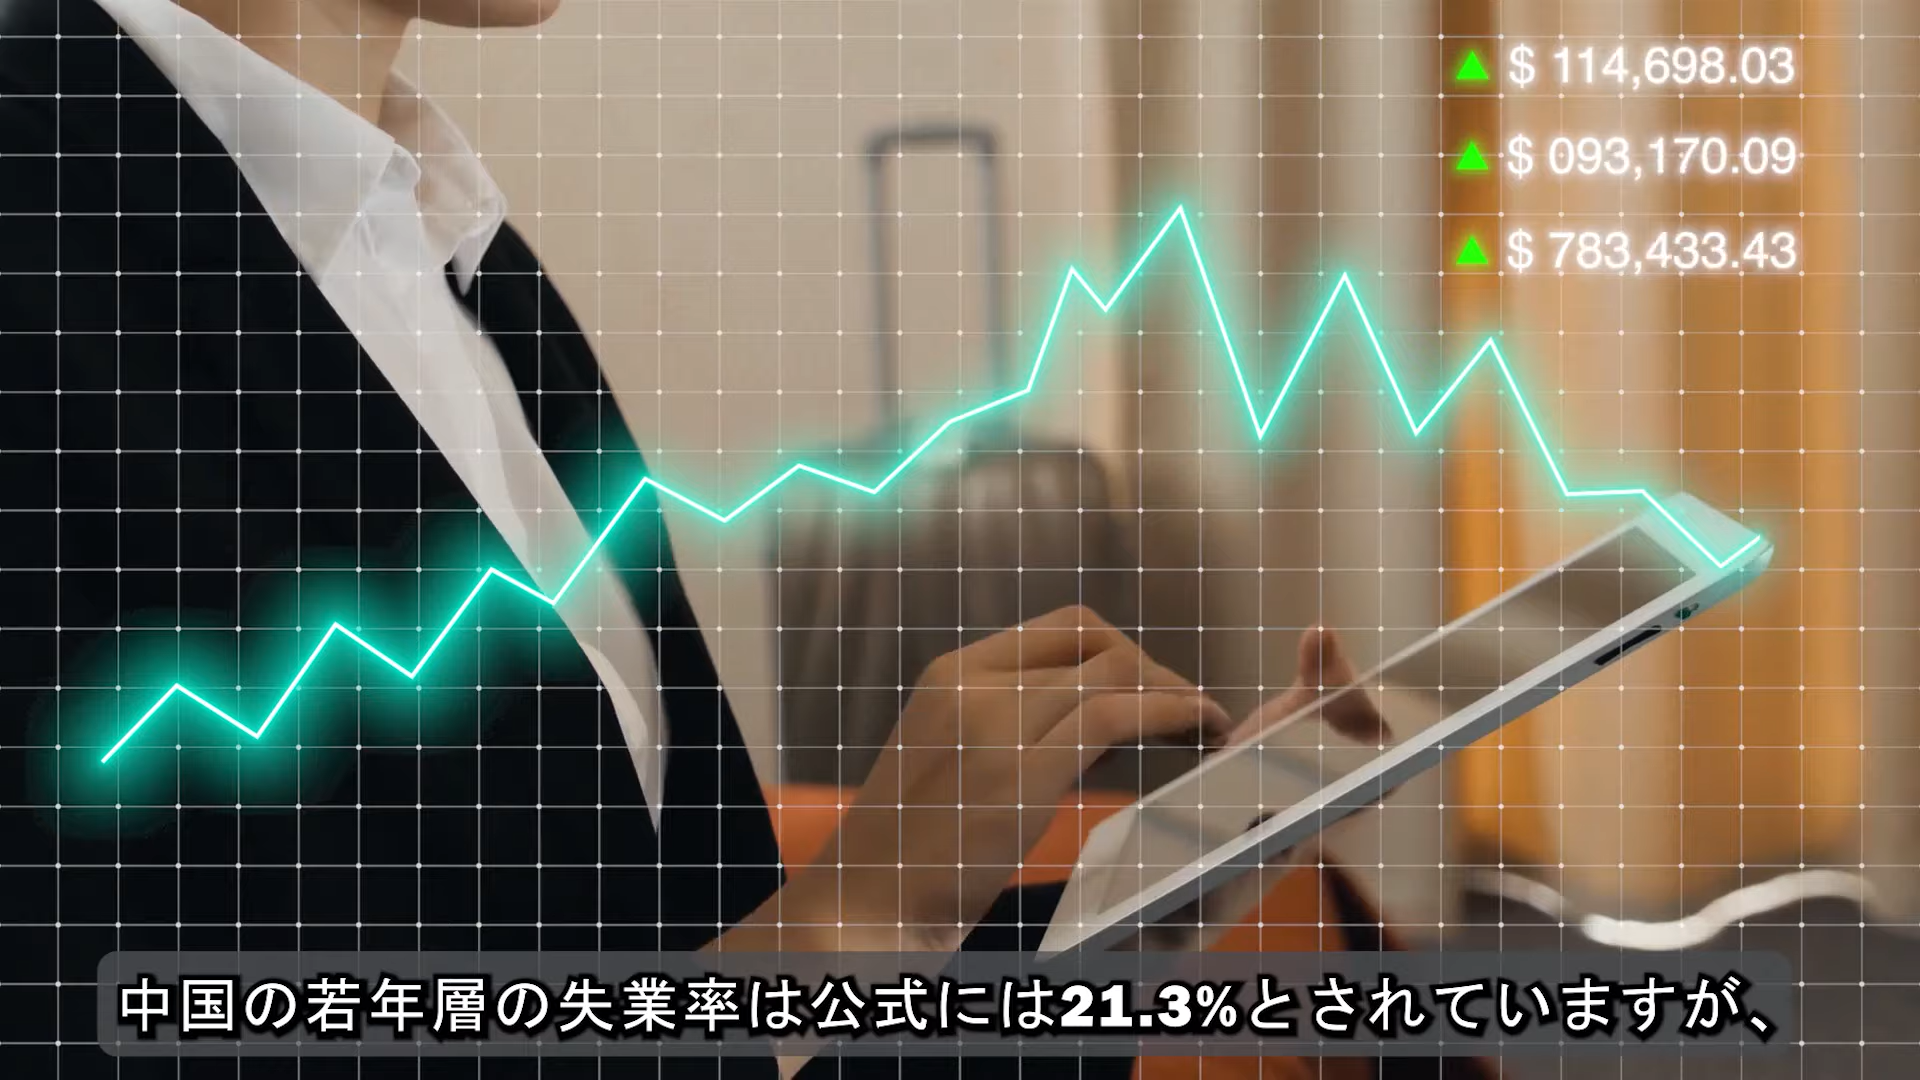 $ 114,698.03
$ 093,170.09
$ 783,433.43
中国の若年層の失業率は公式には21.3%とされていますが、